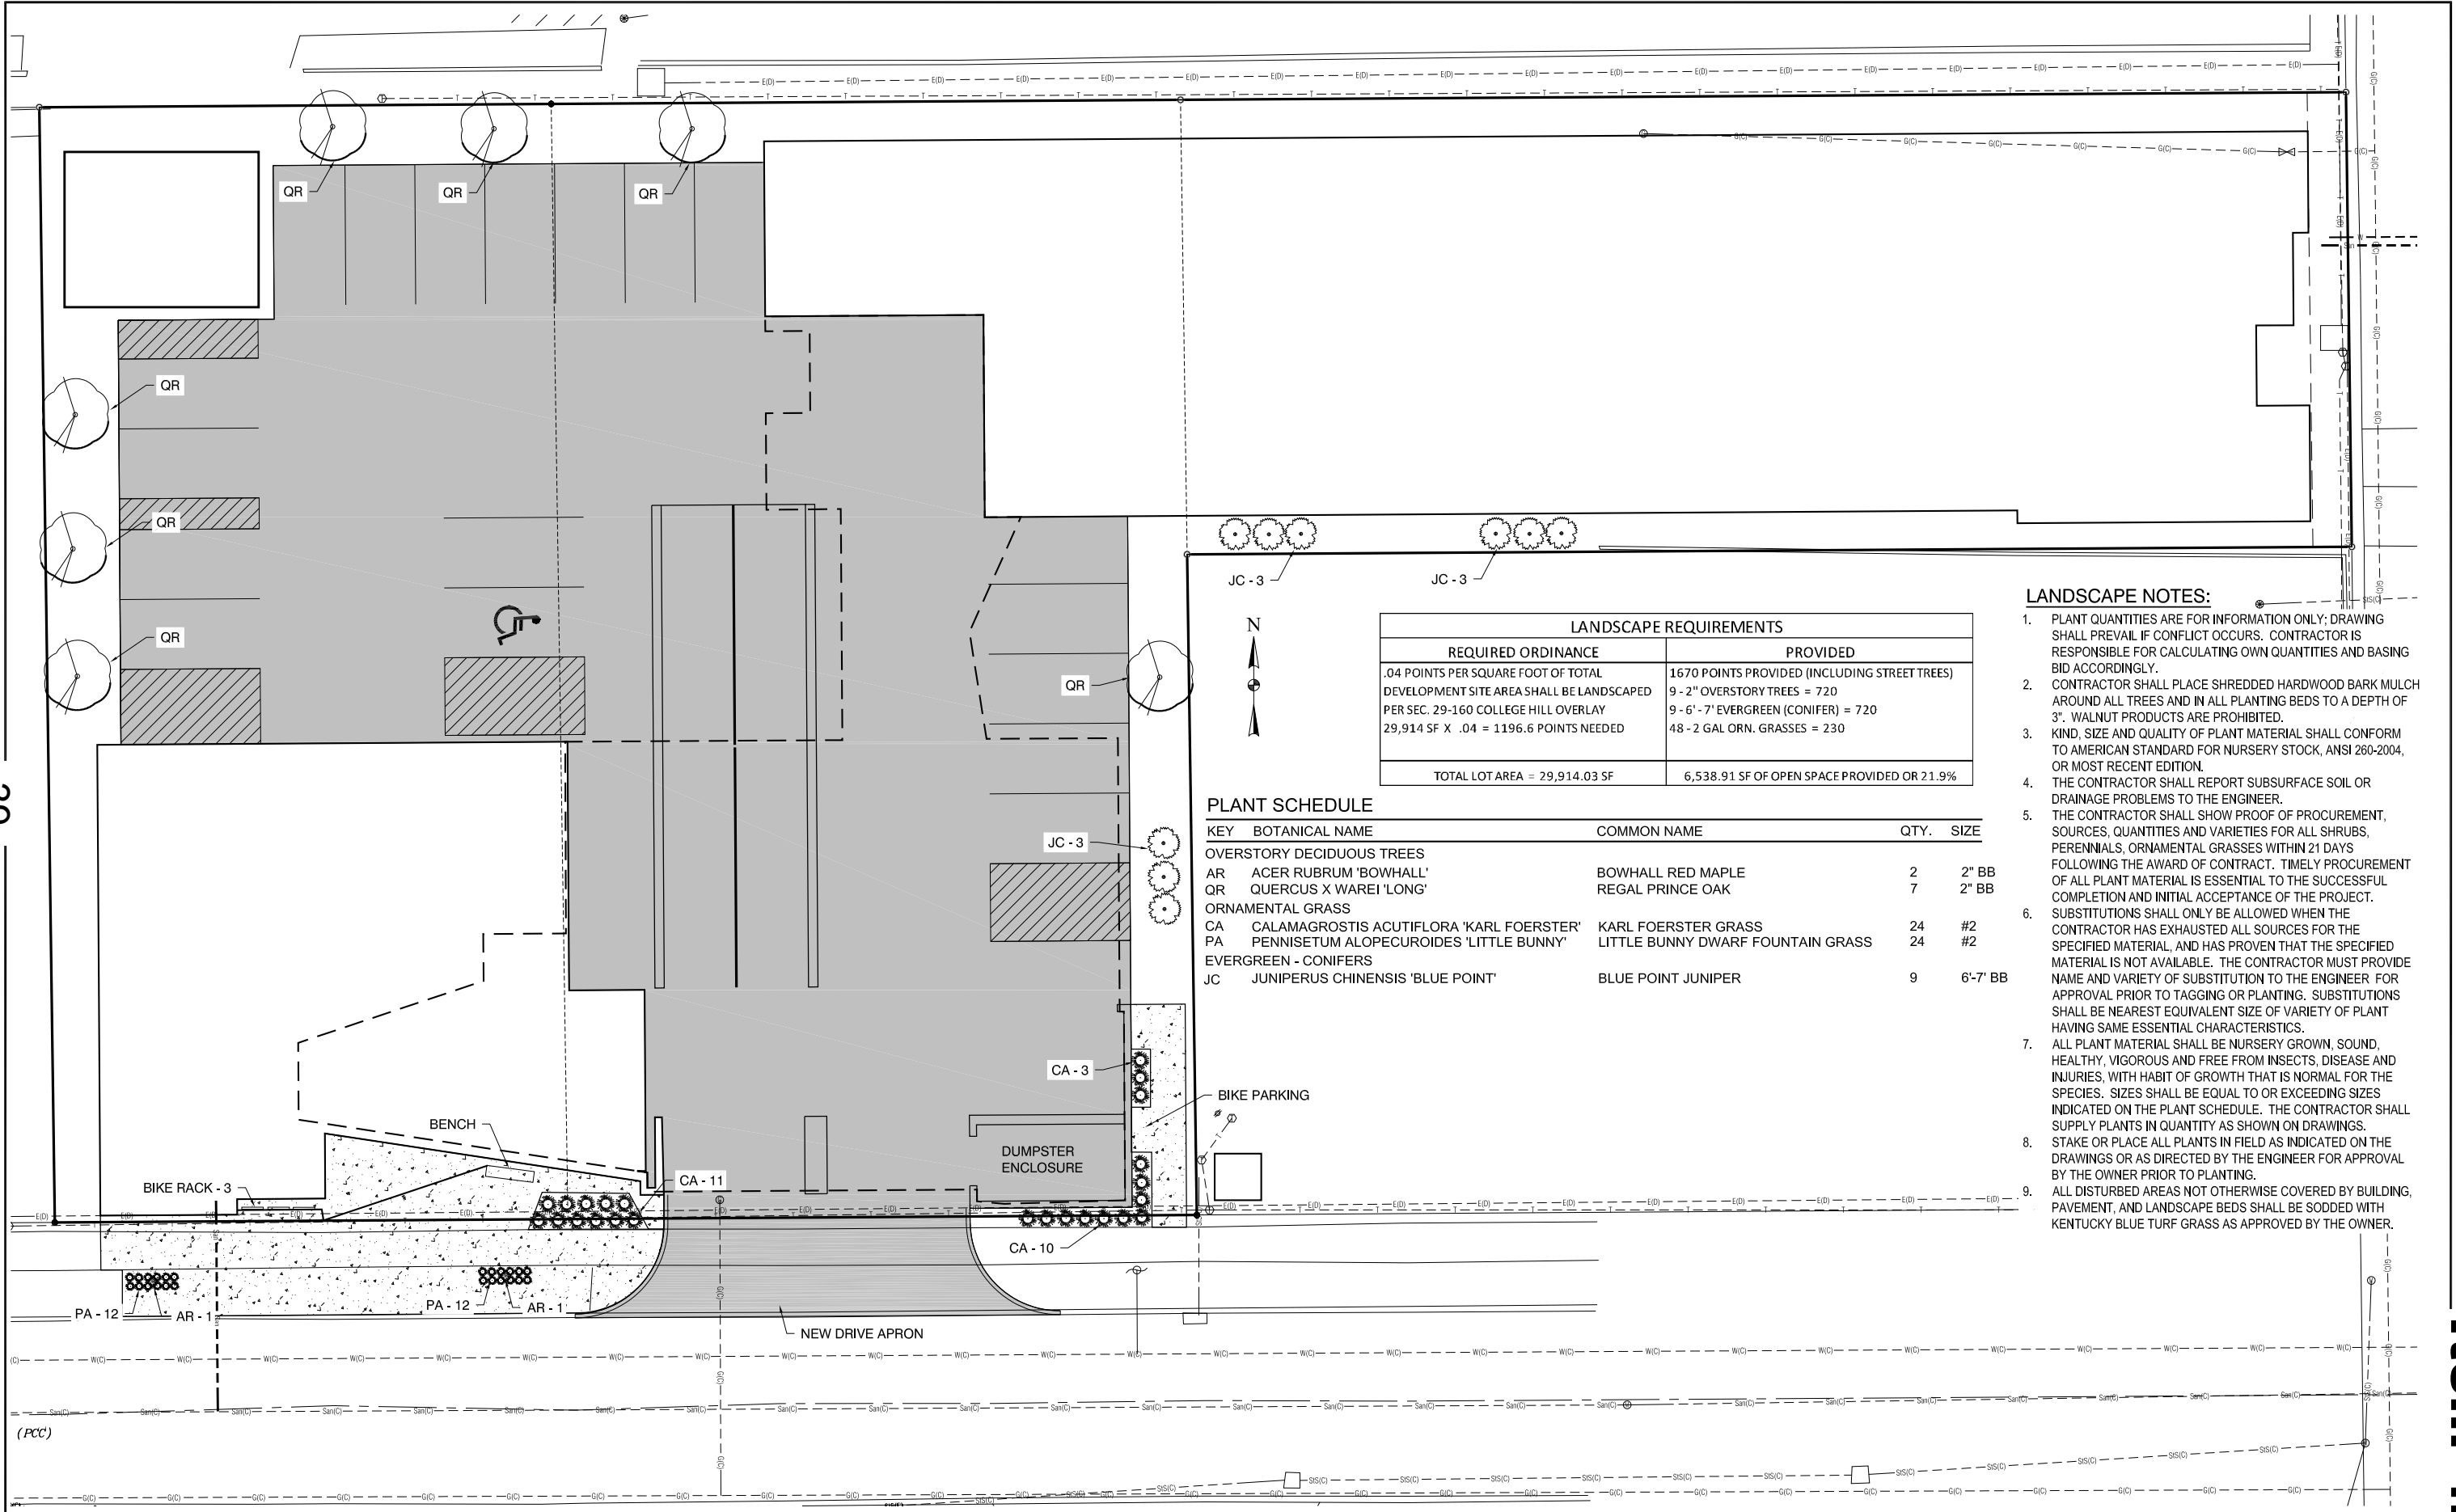 QR
QR
QR
QR
QR
QR
QR
JC - 3
JC - 3
JC - 3
CA - 3
BIKE PARKING
BENCH
DUMPSTER
ENCLOSURE
BIKE RACK - 3
CA - 11
CA - 10
PA - 12
AR - 1
PA - 12
AR - 1
NEW DRIVE APRON
(PCC)
N
LANDSCAPE REQUIREMENTS
REQUIRED ORDINANCE
PROVIDED
.04 POINTS PER SQUARE FOOT OF TOTAL
DEVELOPMENT SITE AREA SHALL BE LANDSCAPED
PER SEC. 29-160 COLLEGE HILL OVERLAY
29,914 SF X .04 = 1196.6 POINTS NEEDED
1670 POINTS PROVIDED (INCLUDING STREET TREES)
9 - 2" OVERSTORY TREES = 720
9 - 6' - 7' EVERGREEN (CONIFER) = 720
48 - 2 GAL ORN. GRASSES = 230
TOTAL LOT AREA = 29,914.03 SF
6,538.91 SF OF OPEN SPACE PROVIDED OR 21.9%
PLANT SCHEDULE
KEY BOTANICAL NAME COMMON NAME QTY. SIZE
OVERSTORY DECIDUOUS TREES
AR ACER RUBRUM 'BOWHALL' BOWHALL RED MAPLE 2 2" BB
QR QUERCUS X WAREI 'LONG' REGAL PRINCE OAK 7 2" BB
ORNAMENTAL GRASS
CA CALAMAGROSTIS ACUTIFLORA 'KARL FOERSTER' KARL FOERSTER GRASS 24 #2
PA PENNISETUM ALOPECUROIDES 'LITTLE BUNNY' LITTLE BUNNY DWARF FOUNTAIN GRASS 24 #2
EVERGREEN - CONIFERS
JC JUNIPERUS CHINENSIS 'BLUE POINT' BLUE POINT JUNIPER 9 6'-7' BB
LANDSCAPE NOTES:
1. PLANT QUANTITIES ARE FOR INFORMATION ONLY; DRAWING
SHALL PREVAIL IF CONFLICT OCCURS. CONTRACTOR IS
RESPONSIBLE FOR CALCULATING OWN QUANTITIES AND BASING
BID ACCORDINGLY.
2. CONTRACTOR SHALL PLACE SHREDDED HARDWOOD BARK MULCH
AROUND ALL TREES AND IN ALL PLANTING BEDS TO A DEPTH OF
3". WALNUT PRODUCTS ARE PROHIBITED.
3. KIND, SIZE AND QUALITY OF PLANT MATERIAL SHALL CONFORM
TO AMERICAN STANDARD FOR NURSERY STOCK, ANSI 260-2004,
OR MOST RECENT EDITION.
4. THE CONTRACTOR SHALL REPORT SUBSURFACE SOIL OR
DRAINAGE PROBLEMS TO THE ENGINEER.
5. THE CONTRACTOR SHALL SHOW PROOF OF PROCUREMENT,
SOURCES, QUANTITIES AND VARIETIES FOR ALL SHRUBS,
PERENNIALS, ORNAMENTAL GRASSES WITHIN 21 DAYS
FOLLOWING THE AWARD OF CONTRACT. TIMELY PROCUREMENT
OF ALL PLANT MATERIAL IS ESSENTIAL TO THE SUCCESSFUL
COMPLETION AND INITIAL ACCEPTANCE OF THE PROJECT.
6. SUBSTITUTIONS SHALL ONLY BE ALLOWED WHEN THE
CONTRACTOR HAS EXHAUSTED ALL SOURCES FOR THE
SPECIFIED MATERIAL, AND HAS PROVEN THAT THE SPECIFIED
MATERIAL IS NOT AVAILABLE. THE CONTRACTOR MUST PROVIDE
NAME AND VARIETY OF SUBSTITUTION TO THE ENGINEER FOR
APPROVAL PRIOR TO TAGGING OR PLANTING. SUBSTITUTIONS
SHALL BE NEAREST EQUIVALENT SIZE OF VARIETY OF PLANT
HAVING SAME ESSENTIAL CHARACTERISTICS.
7. ALL PLANT MATERIAL SHALL BE NURSERY GROWN, SOUND,
HEALTHY, VIGOROUS AND FREE FROM INSECTS, DISEASE AND
INJURIES, WITH HABIT OF GROWTH THAT IS NORMAL FOR THE
SPECIES. SIZES SHALL BE EQUAL TO OR EXCEEDING SIZES
INDICATED ON THE PLANT SCHEDULE. THE CONTRACTOR SHALL
SUPPLY PLANTS IN QUANTITY AS SHOWN ON DRAWINGS.
8. STAKE OR PLACE ALL PLANTS IN FIELD AS INDICATED ON THE
DRAWINGS OR AS DIRECTED BY THE ENGINEER FOR APPROVAL
BY THE OWNER PRIOR TO PLANTING.
9. ALL DISTURBED AREAS NOT OTHERWISE COVERED BY BUILDING,
PAVEMENT, AND LANDSCAPE BEDS SHALL BE SODDED WITH
KENTUCKY BLUE TURF GRASS AS APPROVED BY THE OWNER.